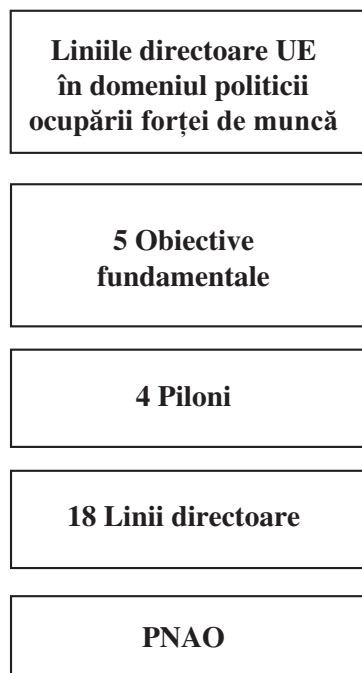 Liniile directoare UE
în domeniul politicii
ocupării forței de muncă
5 Obiective
fundamentale
4 Piloni
18 Linii directoare
PNAO